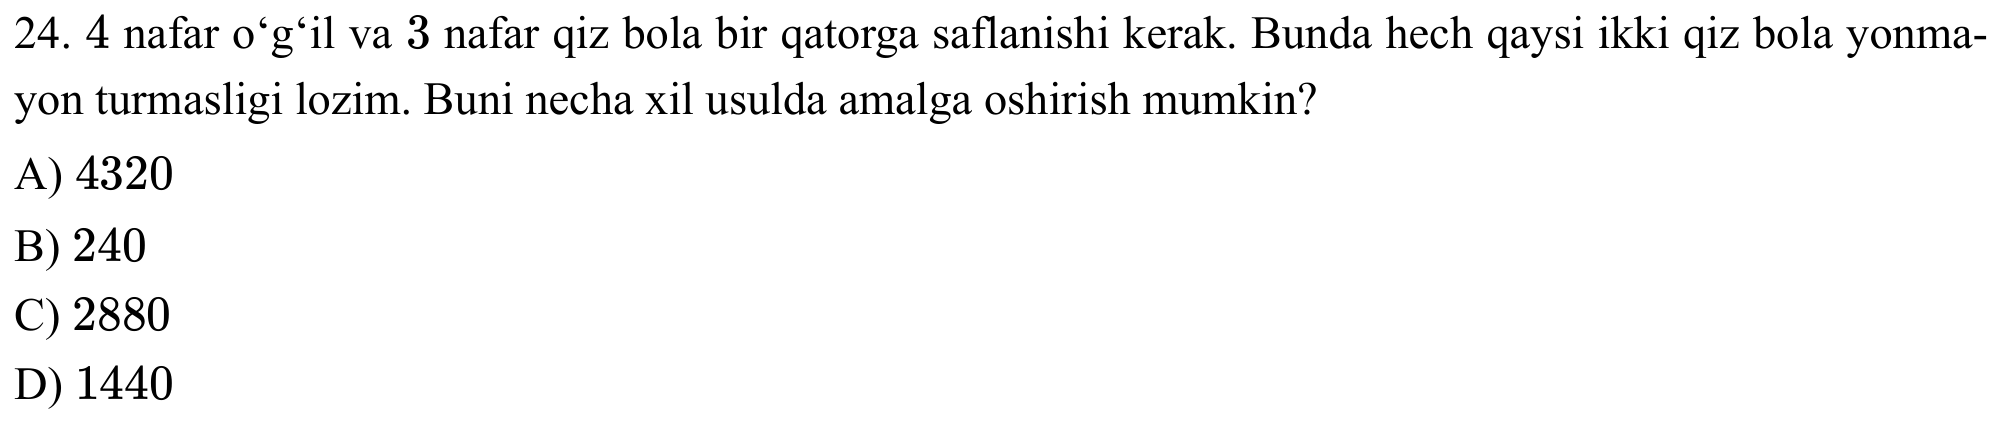 24. 4 nafar o‘g‘il va 3 nafar qiz bola bir qatorga saflanishi kerak. Bunda hech qaysi ikki qiz bola yonma-
yon turmasligi lozim. Buni necha xil usulda amalga oshirish mumkin?
A) 4320
B) 240
C) 2880
D) 1440